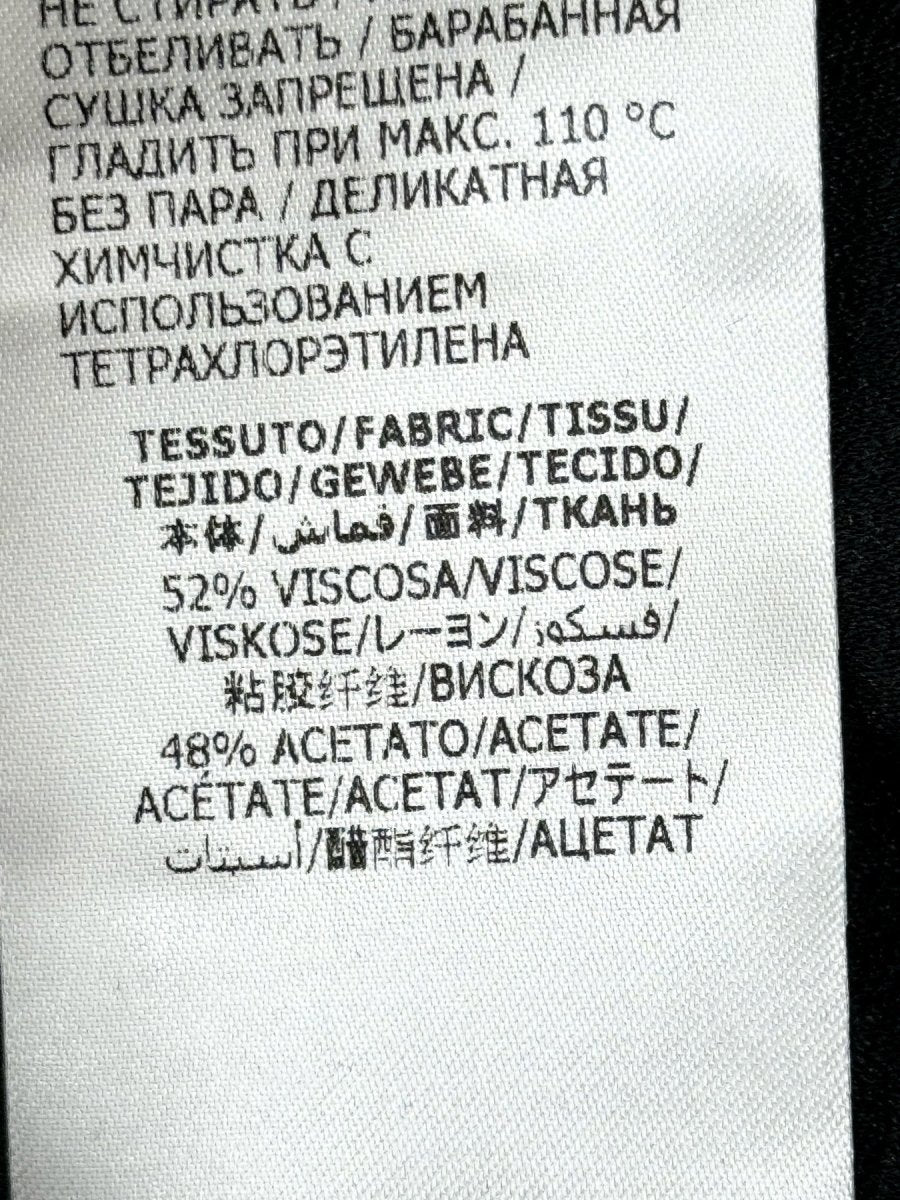 НЕ СТИРАТЬ /
ОТБЕЛИВАТЬ / БАРАБАННАЯ
СУШКА ЗАПРЕЩЕНА /
ГЛАДИТЬ ПРИ МАКС. 110 °C
БЕЗ ПАРА / ДЕЛИКАТНАЯ
ХИМЧИСТКА С
ИСПОЛЬЗОВАНИЕМ
ТЕТРАХЛОРЭТИЛЕНА
TESSUTO/FABRIC/TISSU/
TEJIDO/GEWEBE/TECIDO/
本体/قماش/面料/ТКАНЬ
52% VISCOSA/VISCOSE/
VISKOSE/レーヨン/فسكوز/
粘胶纤维/ВИСКОЗА
48% ACETATO/ACETATE/
ACÉTATE/ACETAT/アセテート/
أسيتات/醋酯纤维/АЦЕТАТ